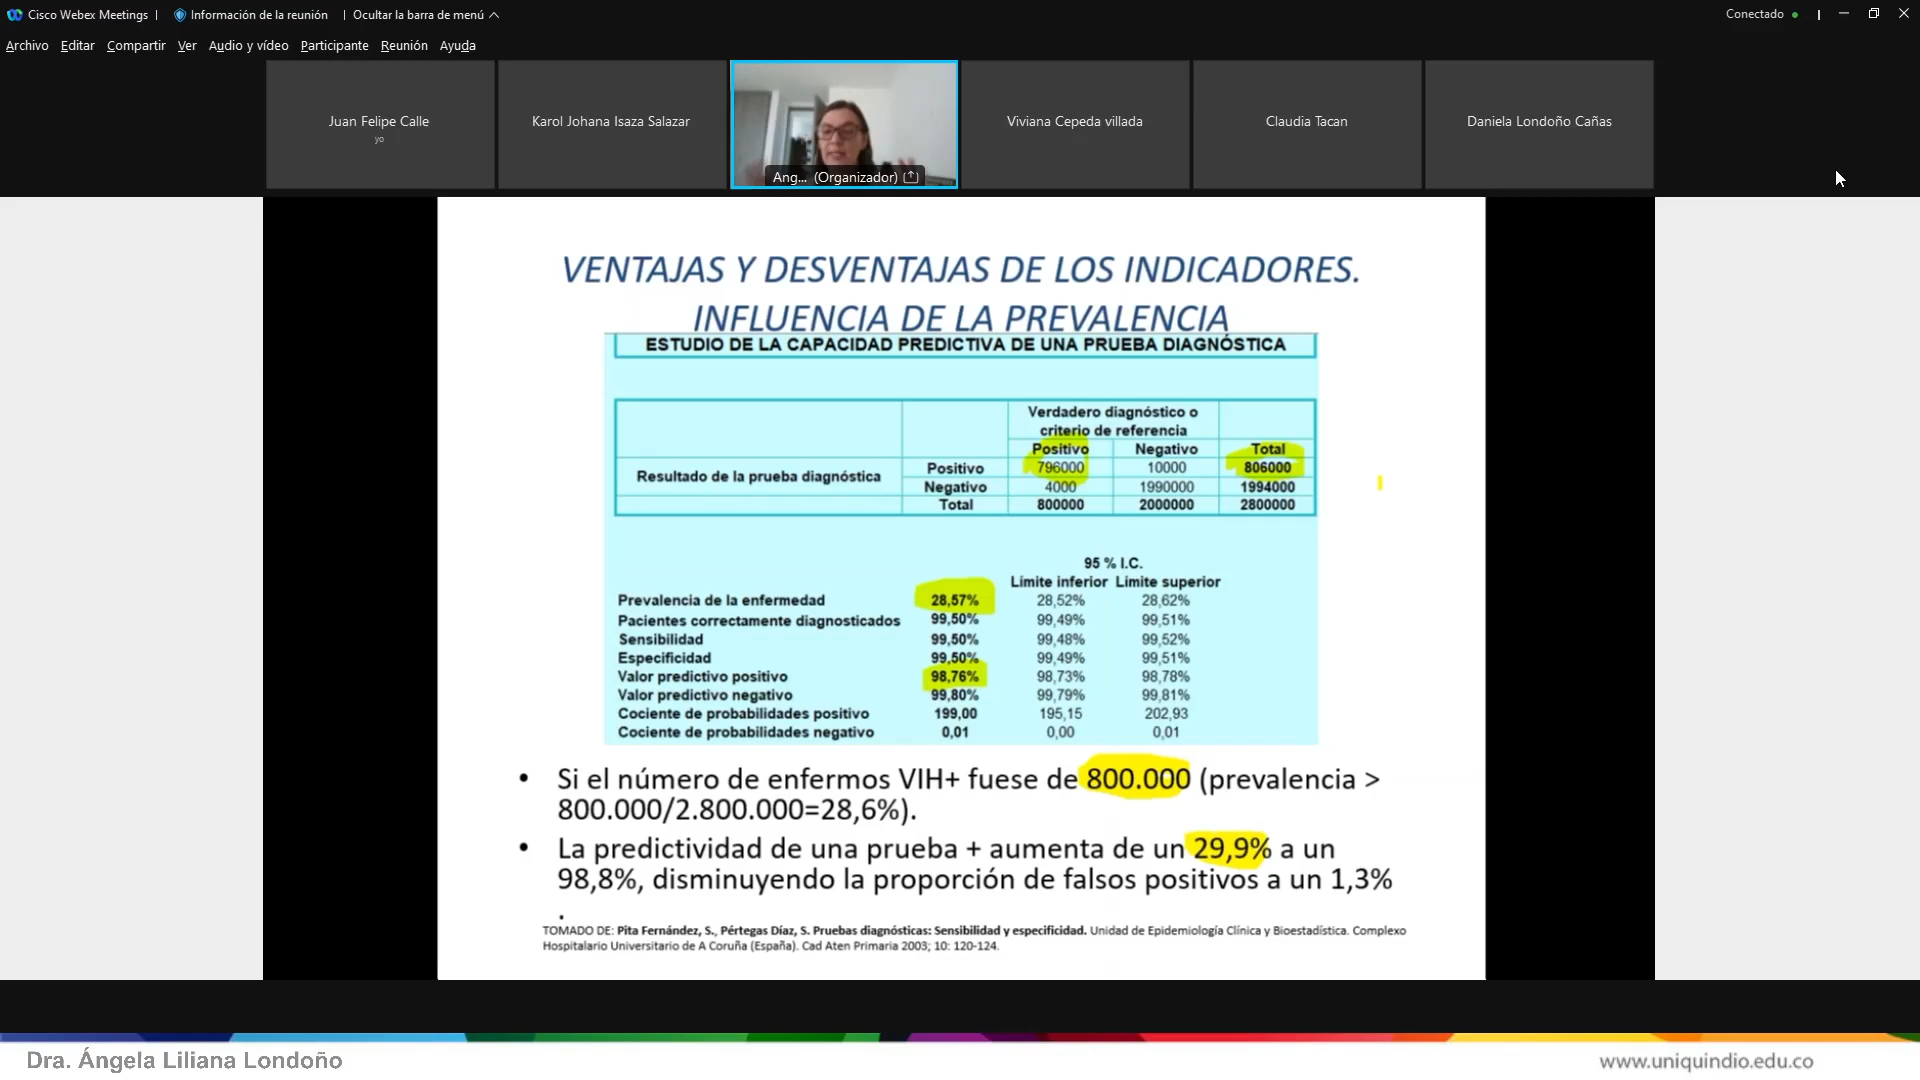 Cisco Webex Meetings | Información de la reunión | Ocultar la barra de menú
Conectado
Archivo Editar Compartir Ver Audio y vídeo Participante Reunión Ayuda
Juan Felipe Calle
yo
Karol Johana Isaza Salazar
Ang... (Organizador)
Viviana Cepeda villada
Claudia Tacan
Daniela Londoño Cañas
VENTAJAS Y DESVENTAJAS DE LOS INDICADORES.
INFLUENCIA DE LA PREVALENCIA
ESTUDIO DE LA CAPACIDAD PREDICTIVA DE UNA PRUEBA DIAGNÓSTICA
Verdadero diagnóstico o
criterio de referencia
Positivo Negativo Total
Resultado de la prueba diagnóstica Positivo 796000 10000 806000
Negativo 4000 1990000 1994000
Total 800000 2000000 2800000
95 % I.C.
Limite inferior Limite superior
Prevalencia de la enfermedad 28,57% 28,52% 28,62%
Pacientes correctamente diagnosticados 99,50% 99,49% 99,51%
Sensibilidad 99,50% 99,48% 99,52%
Especificidad 99,50% 99,49% 99,51%
Valor predictivo positivo 98,76% 98,73% 98,78%
Valor predictivo negativo 99,80% 99,79% 99,81%
Cociente de probabilidades positivo 199,00 195,15 202,93
Cociente de probabilidades negativo 0,01 0,00 0,01
• Si el número de enfermos VIH+ fuese de 800.000 (prevalencia >
800.000/2.800.000=28,6%).
• La predictividad de una prueba + aumenta de un 29,9% a un
98,8%, disminuyendo la proporción de falsos positivos a un 1,3%
.
TOMADO DE: Pita Fernández, S., Pértegas Díaz, S. Pruebas diagnósticas: Sensibilidad y especificidad. Unidad de Epidemiología Clínica y Bioestadística. Complexo
Hospitalario Universitario de A Coruña (España). Cad Aten Primaria 2003; 10: 120-124.
Dra. Ángela Liliana Londoño
www.uniquindio.edu.co